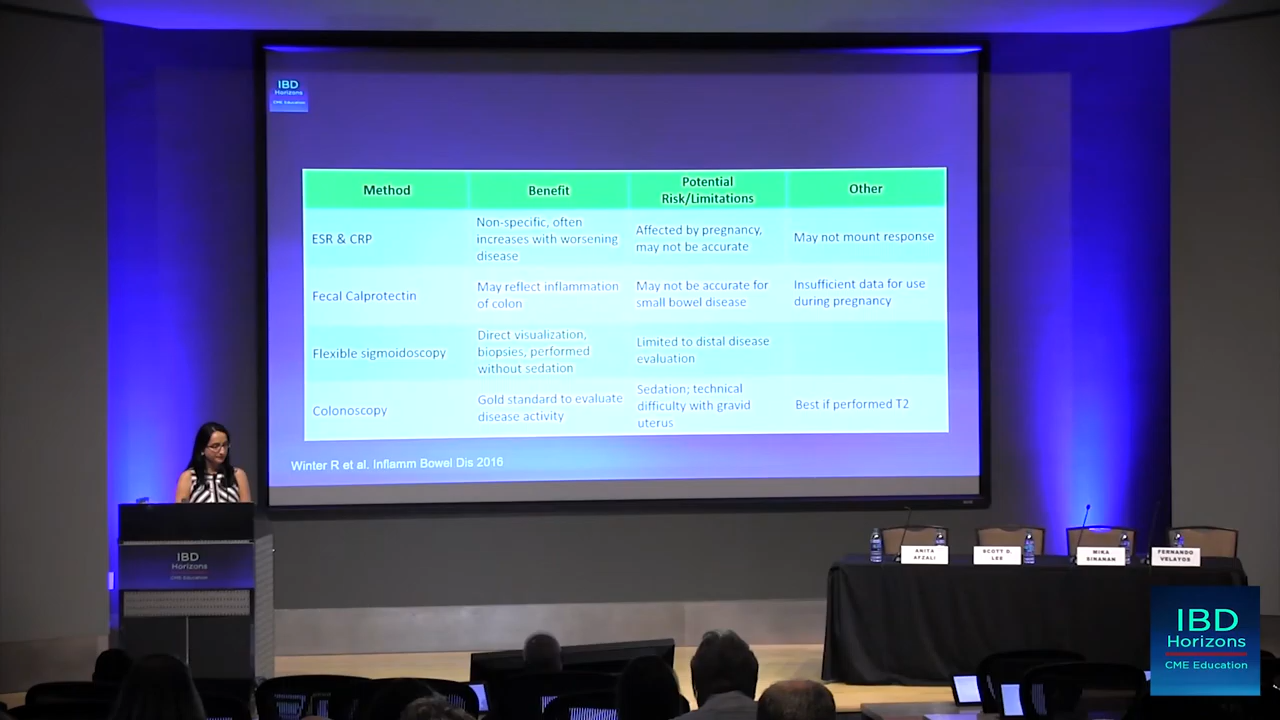 IBD
Horizons
CME Education
Method
Benefit
Potential
Risk/Limitations
Other
ESR & CRP
Non-specific, often
increases with worsening
disease
Affected by pregnancy,
may not be accurate
May not mount response
Fecal Calprotectin
May reflect inflammation
of colon
May not be accurate for
small bowel disease
Insufficient data for use
during pregnancy
Flexible sigmoidoscopy
Direct visualization,
biopsies, performed
without sedation
Limited to distal disease
evaluation
Colonoscopy
Gold standard to evaluate
disease activity
Sedation; technical
difficulty with gravid
uterus
Best if performed T2
Winter R et al. Inflamm Bowel Dis 2016
IBD
Horizons
CME Education
ANITA
AFZALI
SCOTT D.
LEE
MIKA
SINANAN
FERNANDO
VELAYOS
IBD
Horizons
CME Education